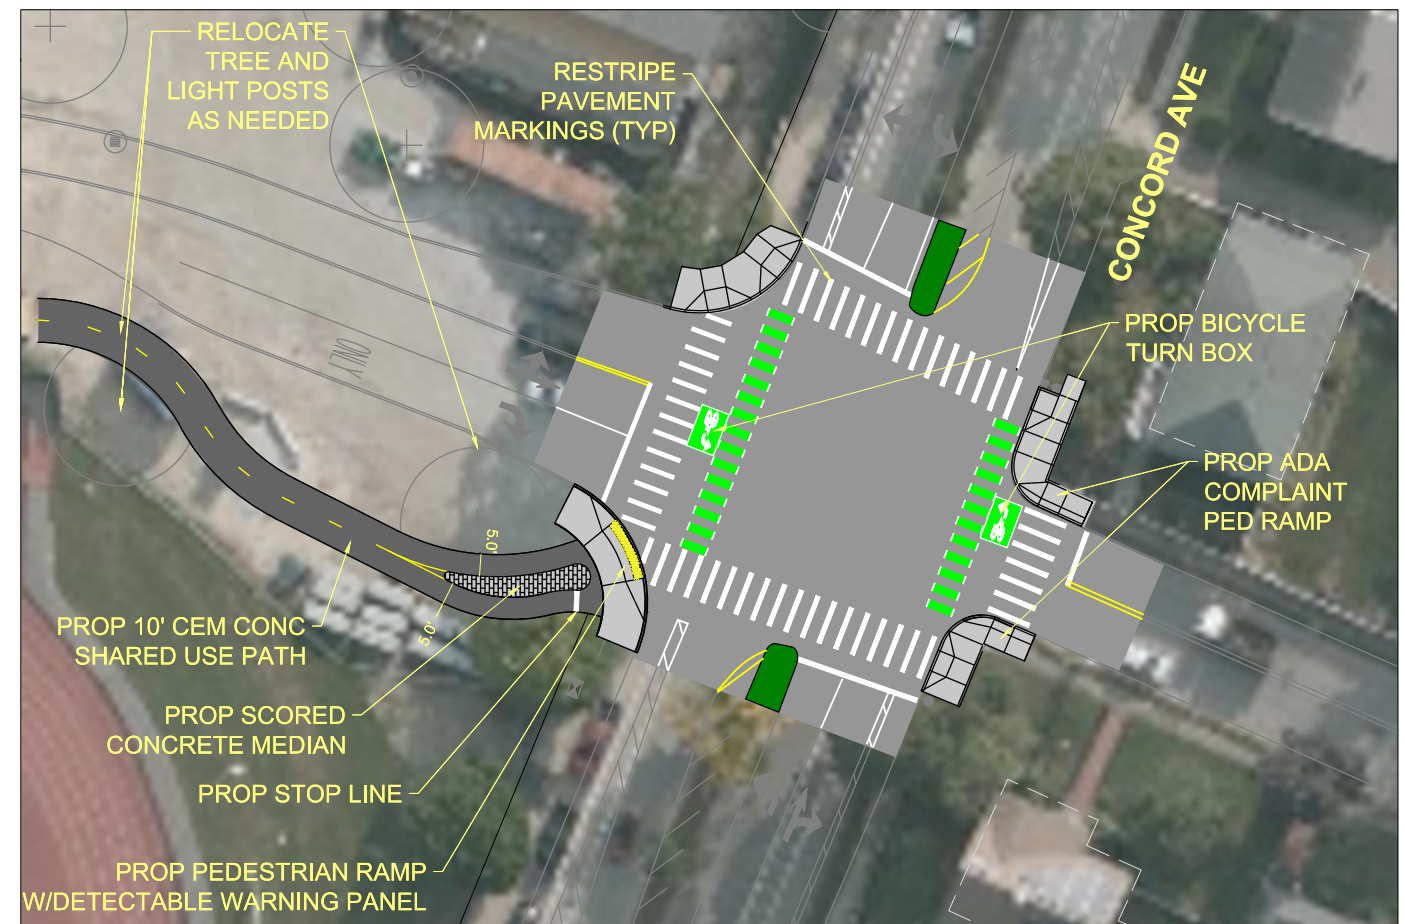 RELOCATE
TREE AND
LIGHT POSTS
AS NEEDED
RESTRIPE
PAVEMENT
MARKINGS (TYP)
CONCORD AVE
PROP BICYCLE
TURN BOX
ONLY
PROP ADA
COMPLAINT
PED RAMP
5.0'
5.0'
PROP 10' CEM CONC
SHARED USE PATH
PROP SCORED
CONCRETE MEDIAN
PROP STOP LINE
PROP PEDESTRIAN RAMP
W/DETECTABLE WARNING PANEL